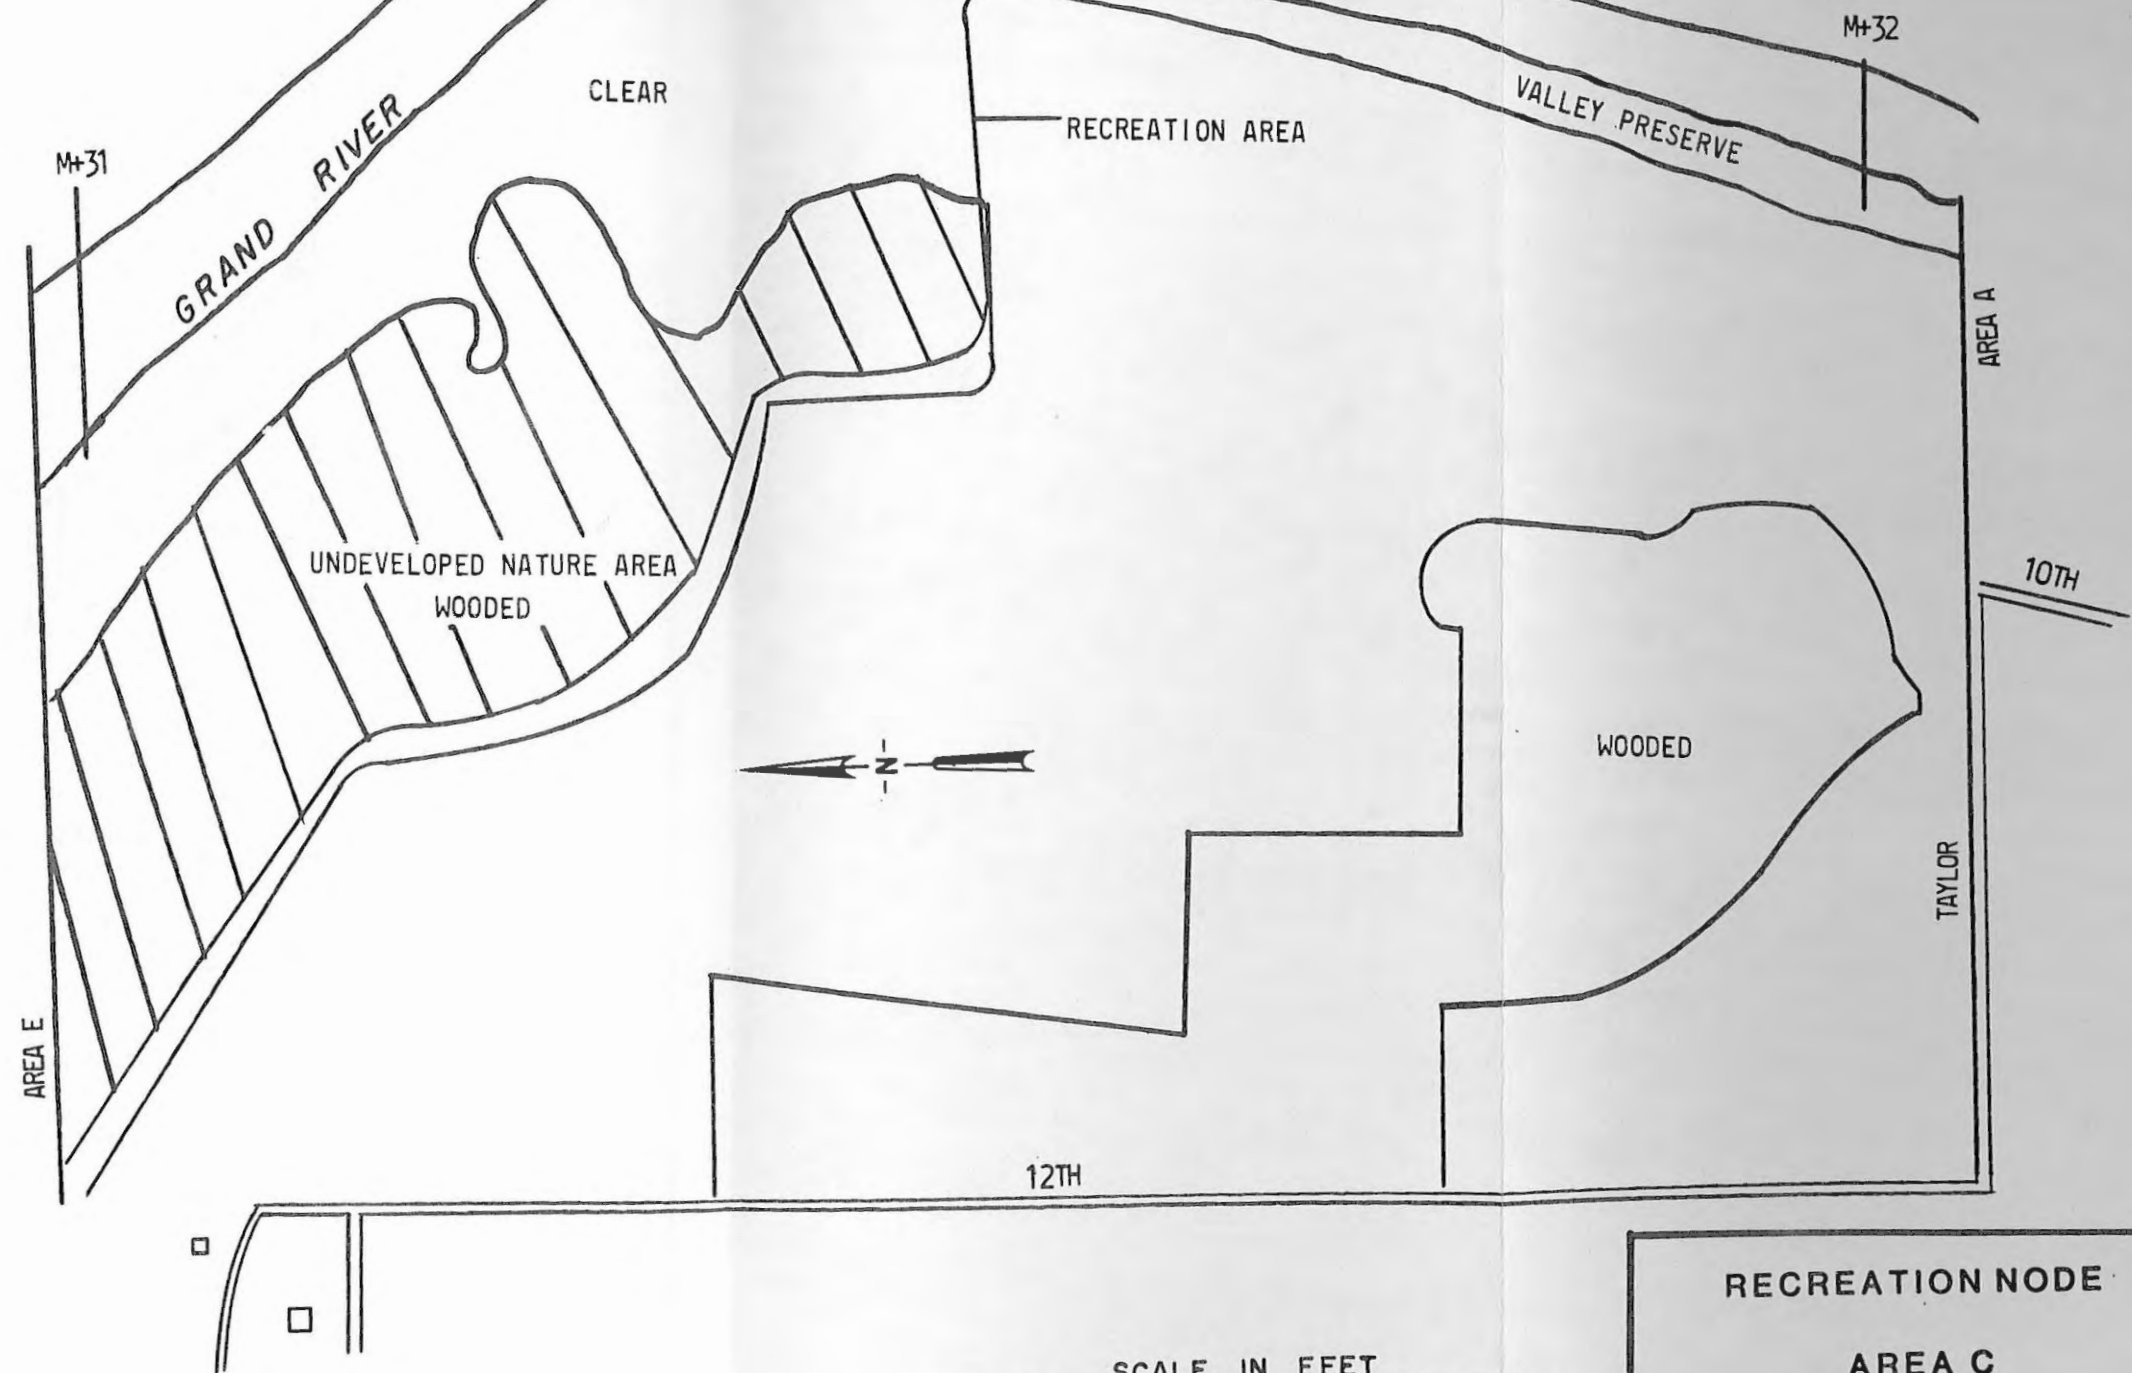 M+32
CLEAR
VALLEY PRESERVE
RECREATION AREA
M+31
GRAND RIVER
AREA A
10TH
UNDEVELOPED NATURE AREA
WOODED
WOODED
N
TAYLOR
AREA E
12TH
RECREATION NODE
AREA C
SCALE IN FEET